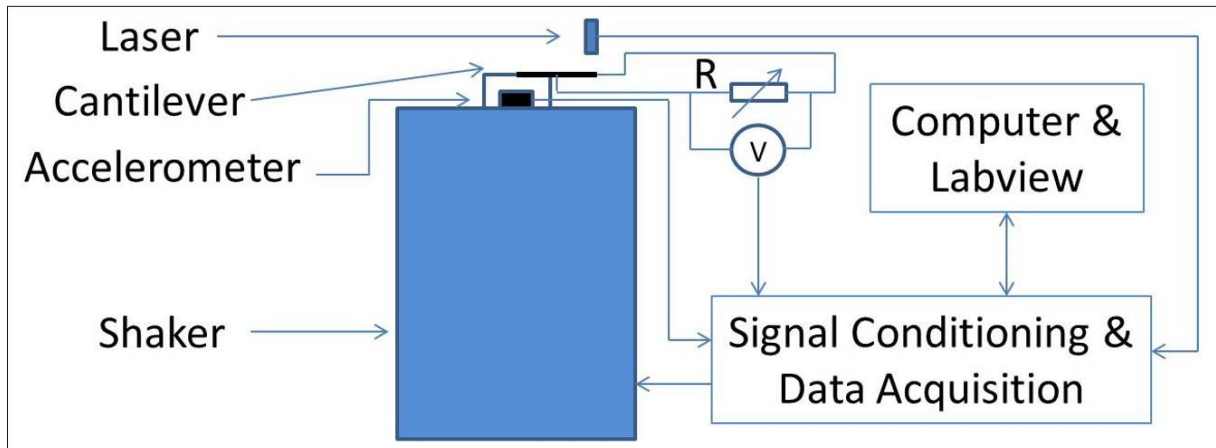 Laser
Cantilever
Accelerometer
Shaker
R
V
Computer &
Labview
Signal Conditioning &
Data Acquisition